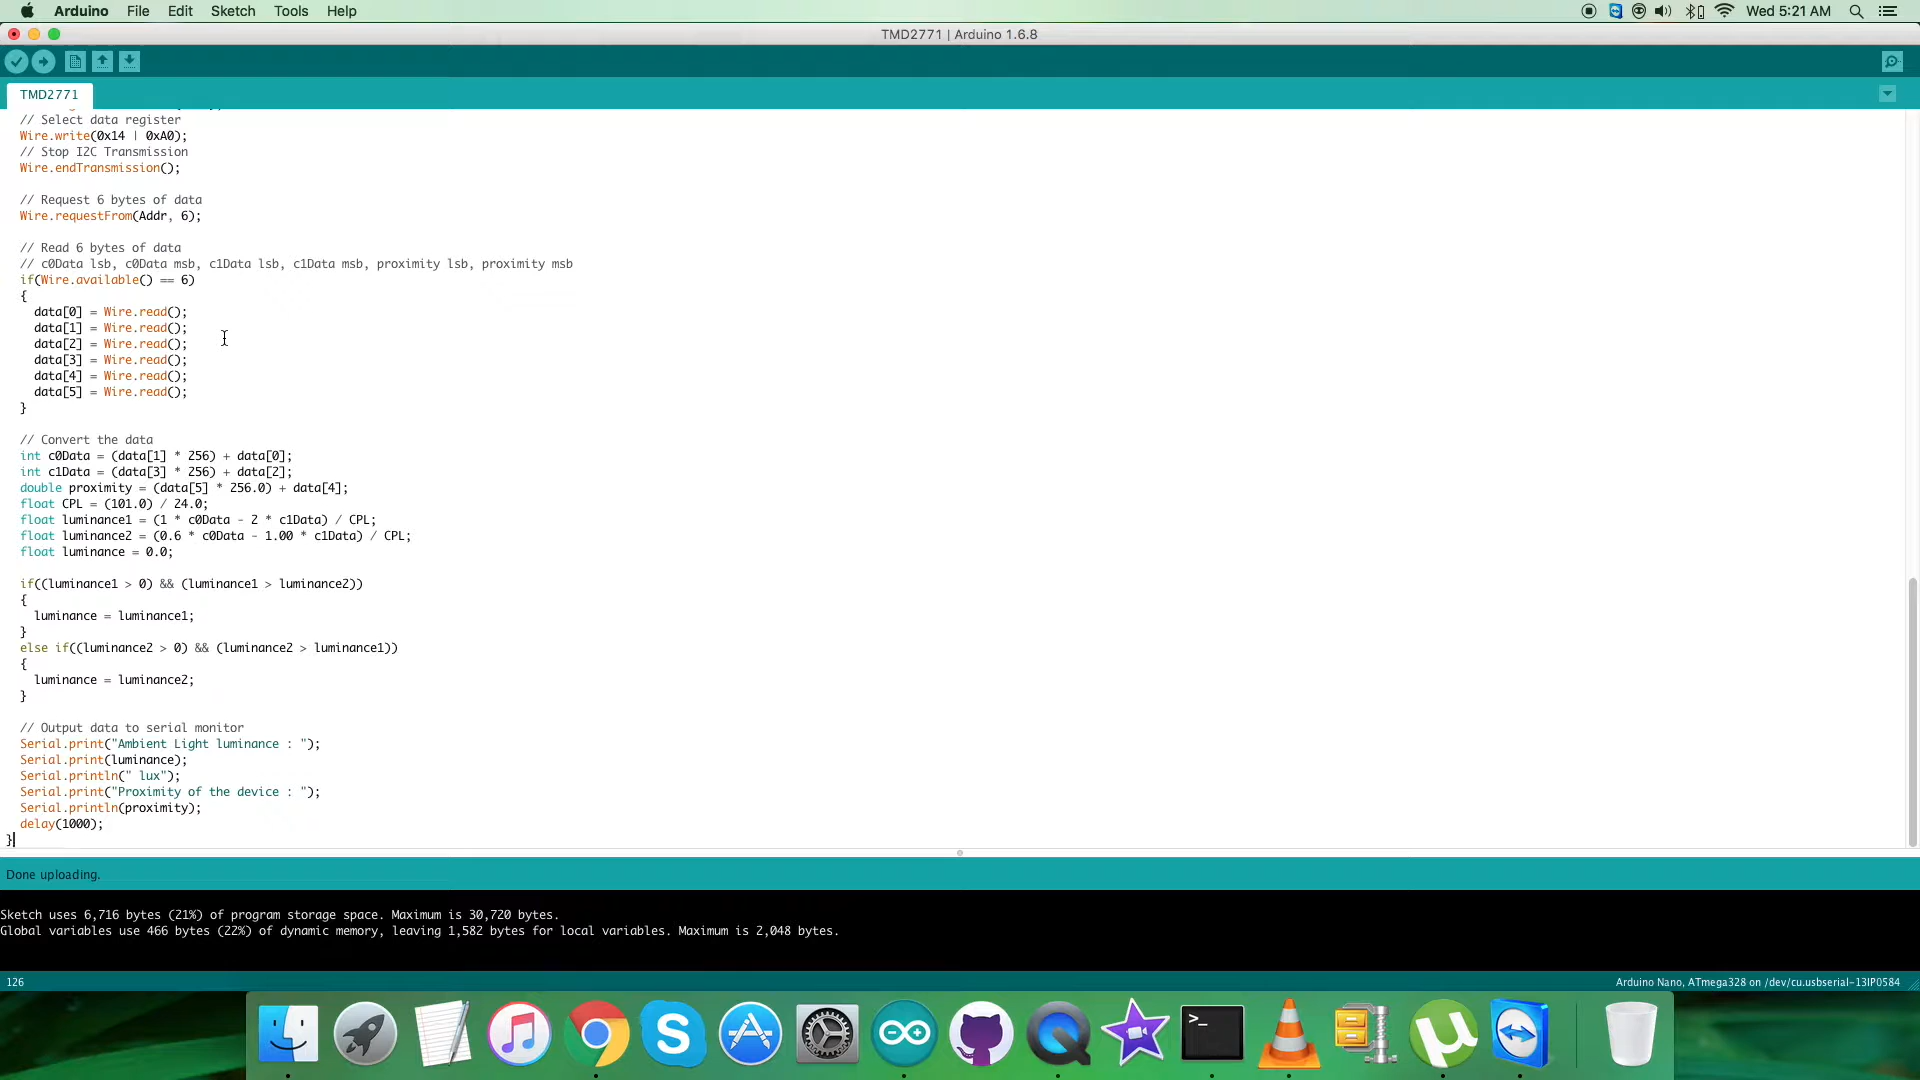 Arduino File Edit Sketch Tools Help Wed 5:21 AM
TMD2771 | Arduino 1.6.8
TMD2771
// Select data register
Wire.write(0x14 | 0xA0);
// Stop I2C Transmission
Wire.endTransmission();
// Request 6 bytes of data
Wire.requestFrom(Addr, 6);
// Read 6 bytes of data
// c0Data lsb, c0Data msb, c1Data lsb, c1Data msb, proximity lsb, proximity msb
if(Wire.available() == 6)
{
data[0] = Wire.read();
data[1] = Wire.read();
data[2] = Wire.read();
data[3] = Wire.read();
data[4] = Wire.read();
data[5] = Wire.read();
}
// Convert the data
int c0Data = (data[1] * 256) + data[0];
int c1Data = (data[3] * 256) + data[2];
double proximity = (data[5] * 256.0) + data[4];
float CPL = (101.0) / 24.0;
float luminance1 = (1 * c0Data - 2 * c1Data) / CPL;
float luminance2 = (0.6 * c0Data - 1.00 * c1Data) / CPL;
float luminance = 0.0;
if((luminance1 > 0) && (luminance1 > luminance2))
{
luminance = luminance1;
}
else if((luminance2 > 0) && (luminance2 > luminance1))
{
luminance = luminance2;
}
// Output data to serial monitor
Serial.print("Ambient Light luminance : ");
Serial.print(luminance);
Serial.println(" lux");
Serial.print("Proximity of the device : ");
Serial.println(proximity);
delay(1000);
}
Done uploading.
Sketch uses 6,716 bytes (21%) of program storage space. Maximum is 30,720 bytes.
Global variables use 466 bytes (22%) of dynamic memory, leaving 1,582 bytes for local variables. Maximum is 2,048 bytes.
126 Arduino Nano, ATmega328 on /dev/cu.usbserial-13IP0584